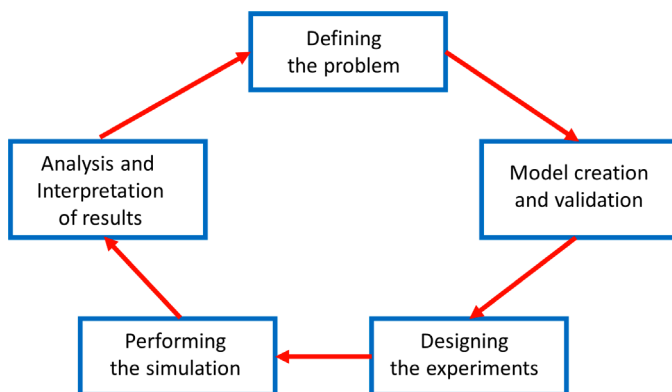 Defining
the problem
Model creation
and validation
Designing
the experiments
Performing
the simulation
Analysis and
Interpretation
of results